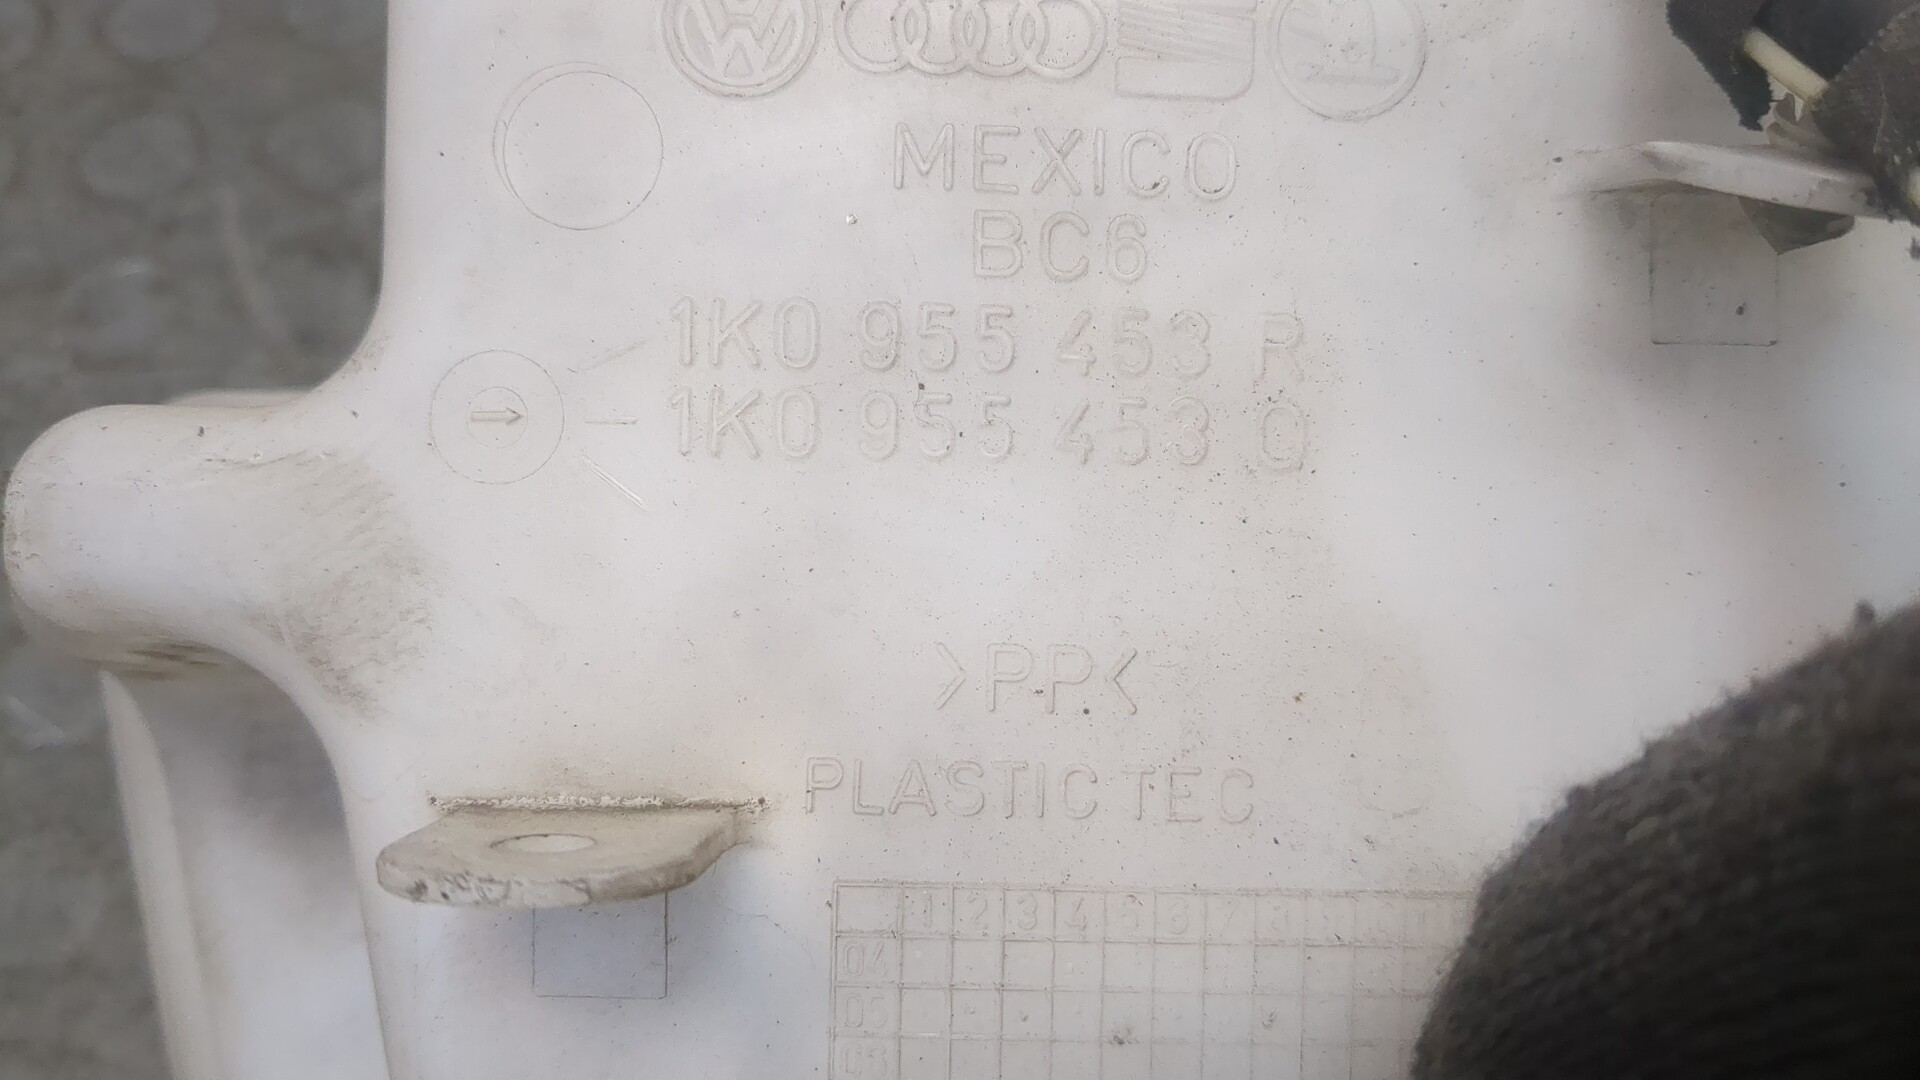 MEXICO
BC6
1K0 955 453 R
1K0 955 453 Q
>PP<
PLASTIC TEC
1 2 3 4 5 6 7 8
04
05
06